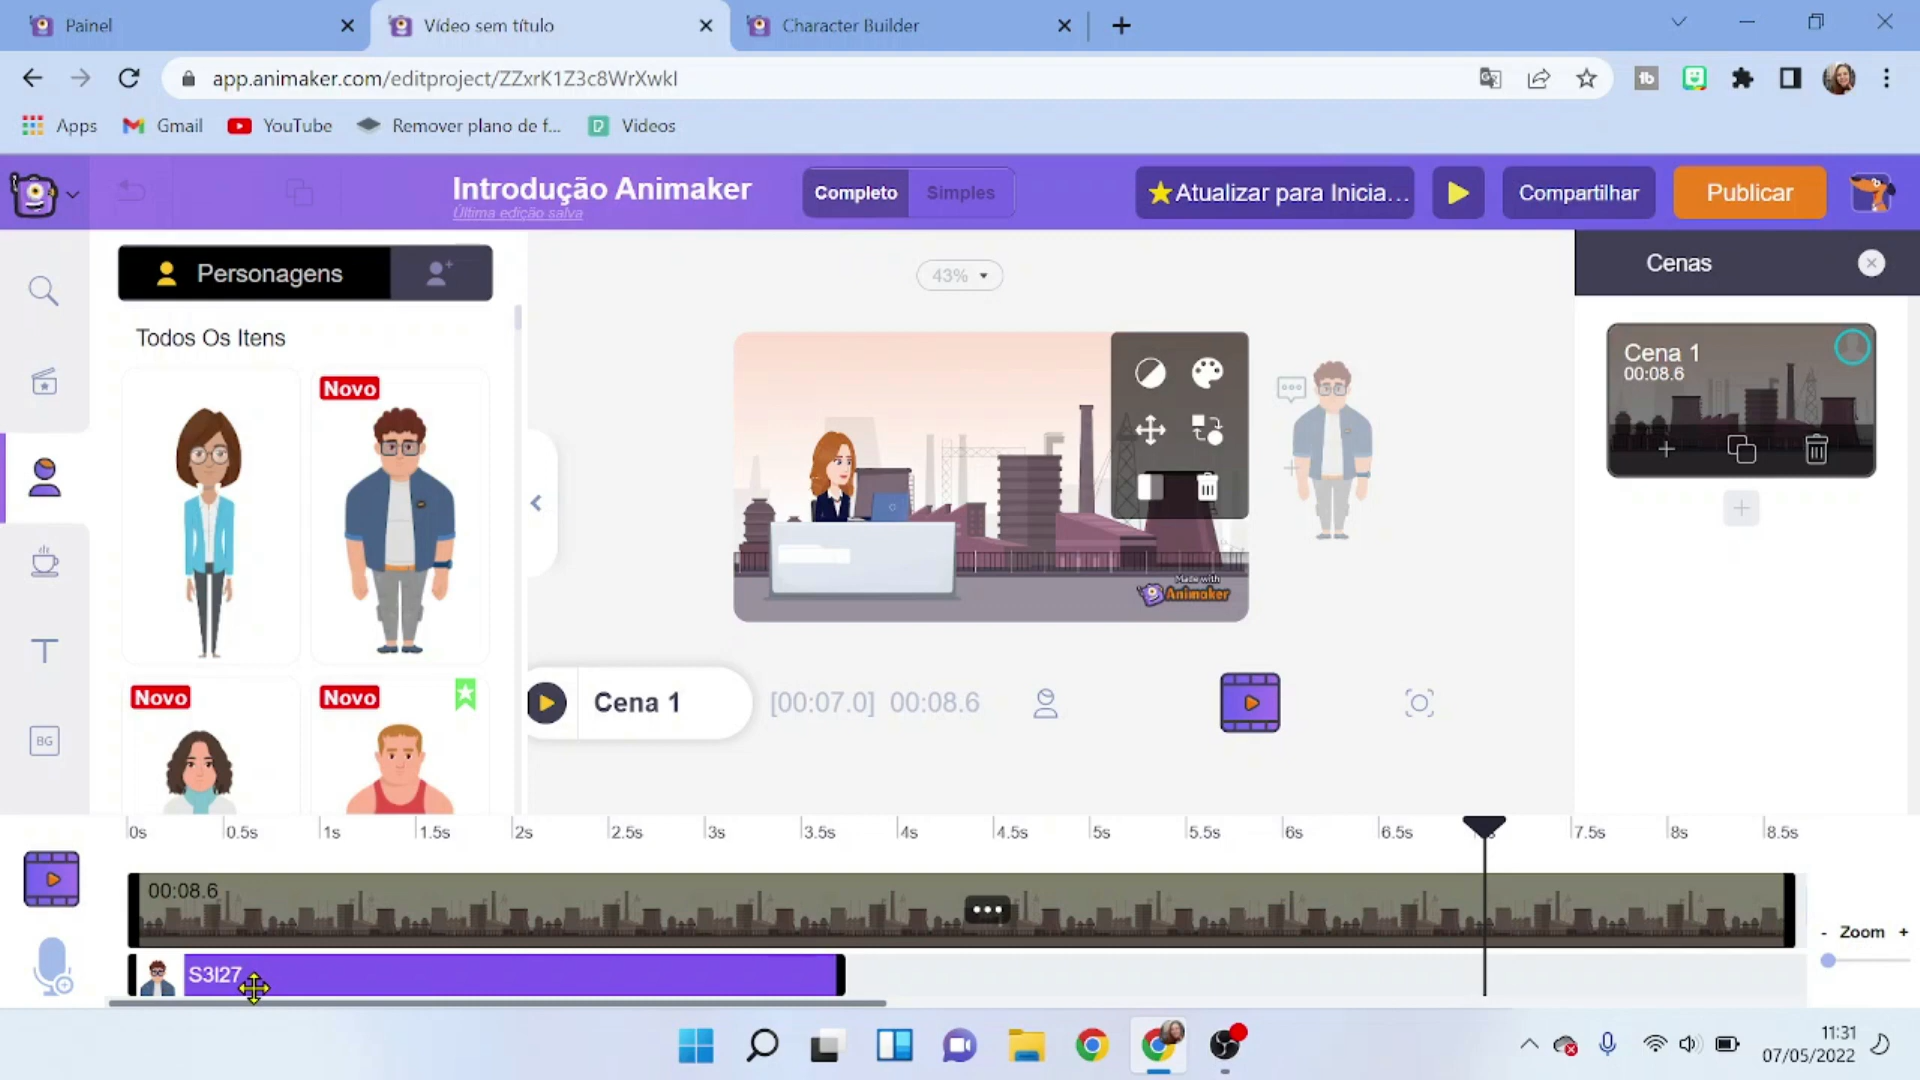 Painel
Vídeo sem título
Character Builder
app.animaker.com/editproject/ZZxrK1Z3c8WrXwkI
Apps
Gmail
YouTube
Remover plano de f...
Videos
Introdução Animaker
Última edição salva
Completo
Simples
Atualizar para Inicia...
Compartilhar
Publicar
Personagens
43%
Cenas
Todos Os Itens
Novo
Cena 1
00:08.6
Made with
Animaker
Novo
Novo
BG
Cena 1
[00:07.0] 00:08.6
0s 0.5s 1s 1.5s 2s 2.5s 3s 3.5s 4s 4.5s 5s 5.5s 6s 6.5s 7.5s 8s 8.5s
00:08.6
- Zoom +
S3I27
11:31
07/05/2022